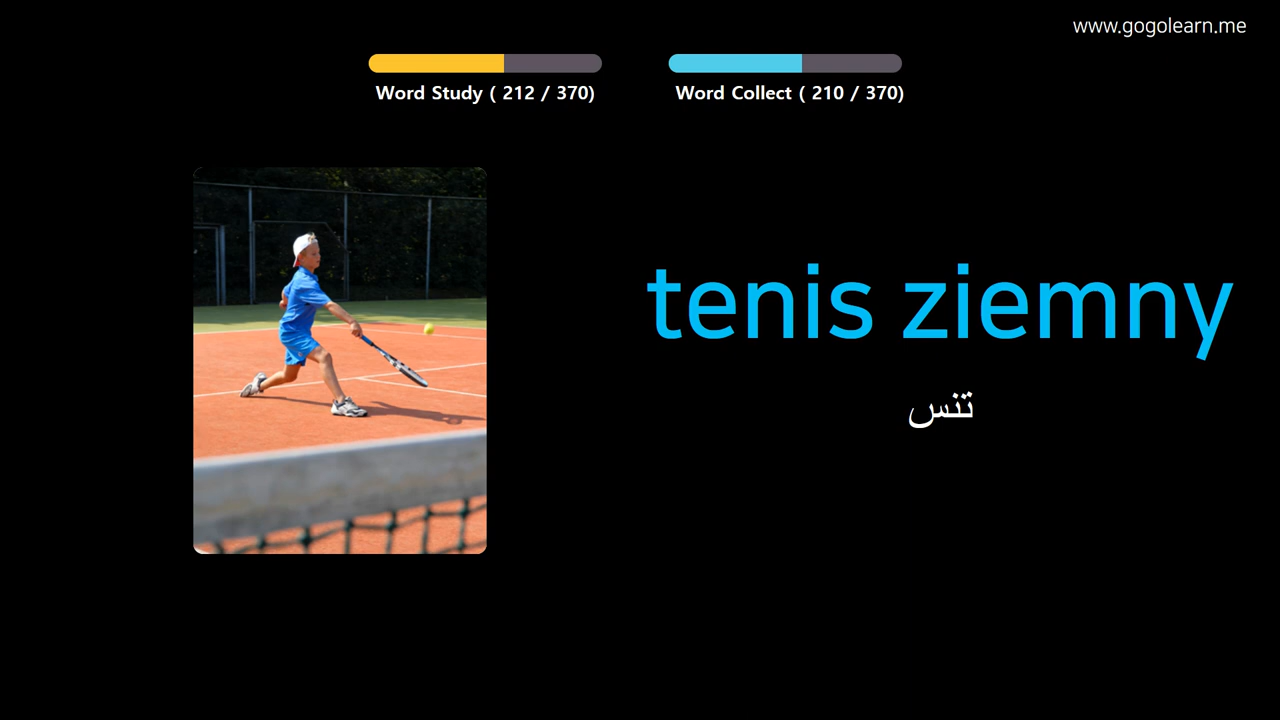 www.gogolearn.me
Word Study ( 212 / 370)
Word Collect ( 210 / 370)
tenis ziemny
تنس